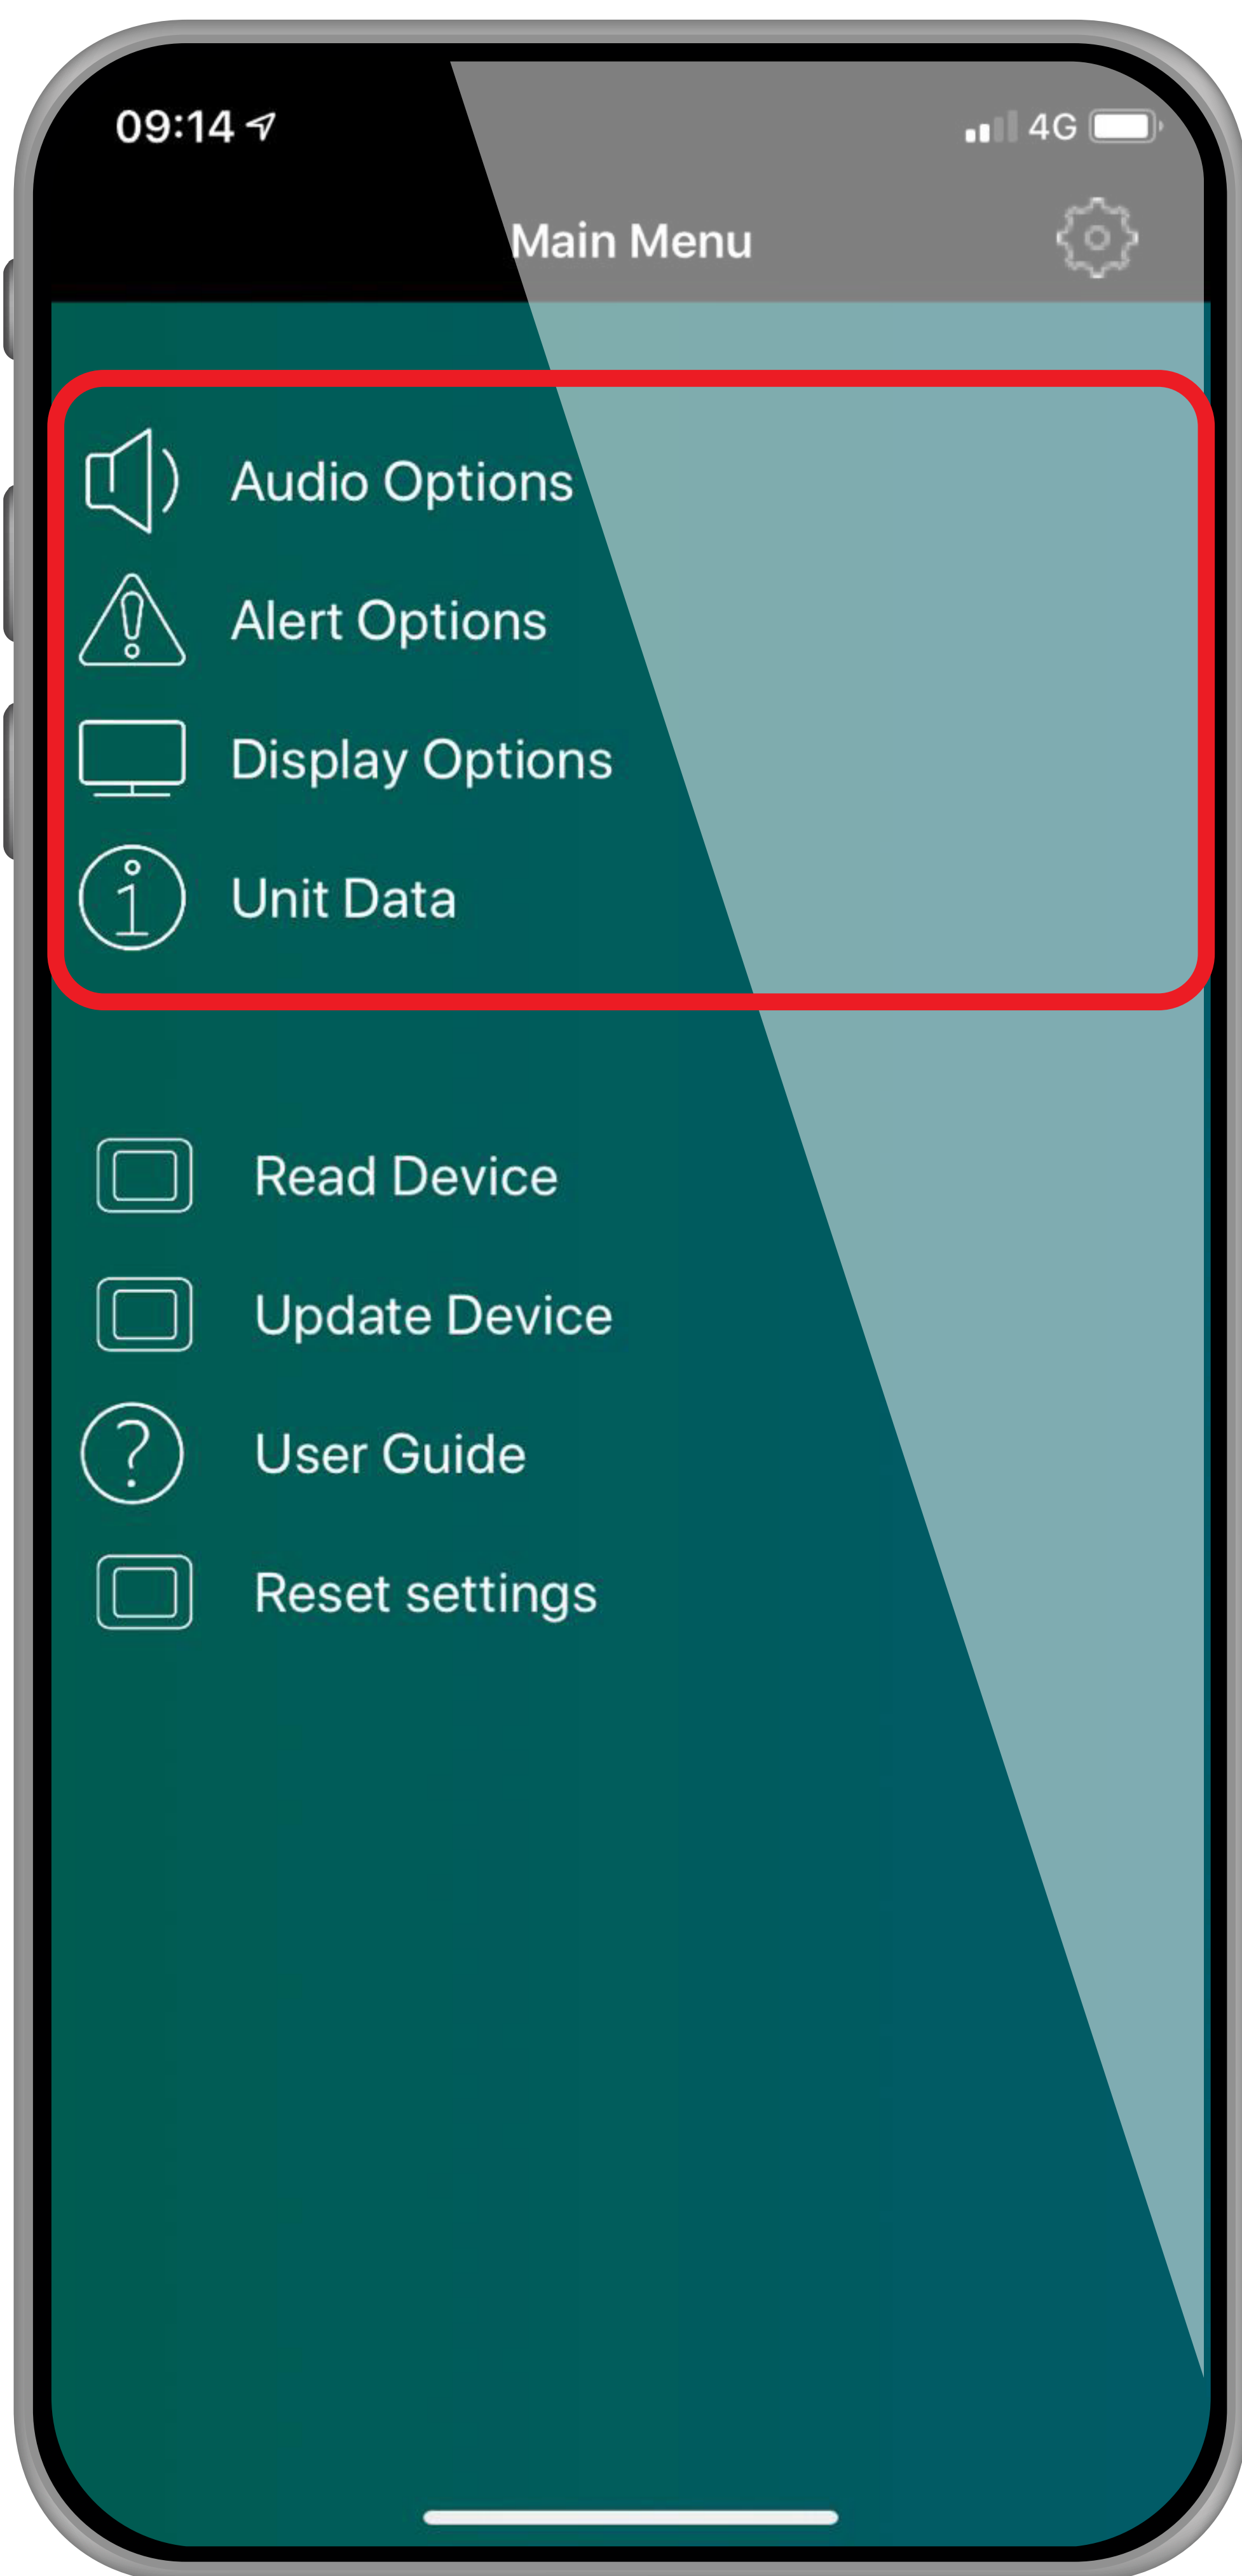 09:14
4G
Main Menu
Audio Options
Alert Options
Display Options
Unit Data
Read Device
Update Device
User Guide
Reset settings